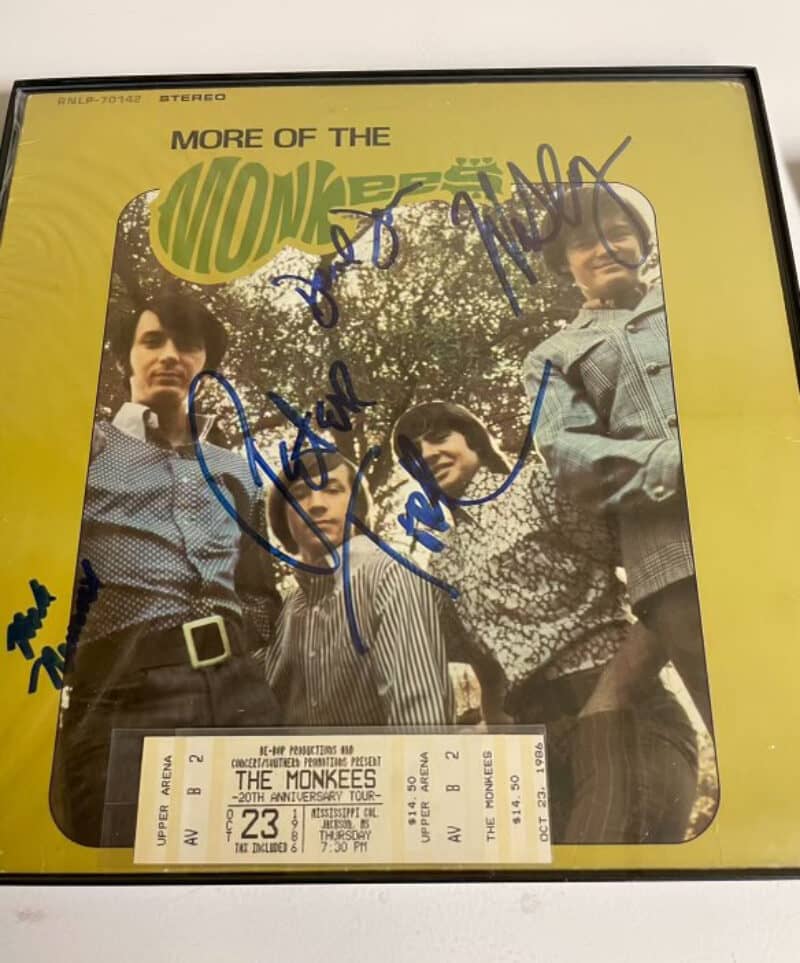 RNLP-70142 STEREO
MORE OF THE
MONKEES
Peter
Tork
BE-BOP PRODUCTIONS AND
CONCERT/SOUTHERN PROMOTIONS PRESENT
THE MONKEES
-20TH ANNIVERSARY TOUR-
OCT 23 1986
TAX INCLUDED
MISSISSIPPI COL
JACKSON, MS
THURSDAY
7:30 PM
UPPER ARENA
AV B 2
$14.50
UPPER ARENA
AV B 2
THE MONKEES
$14.50
OCT 23, 1986